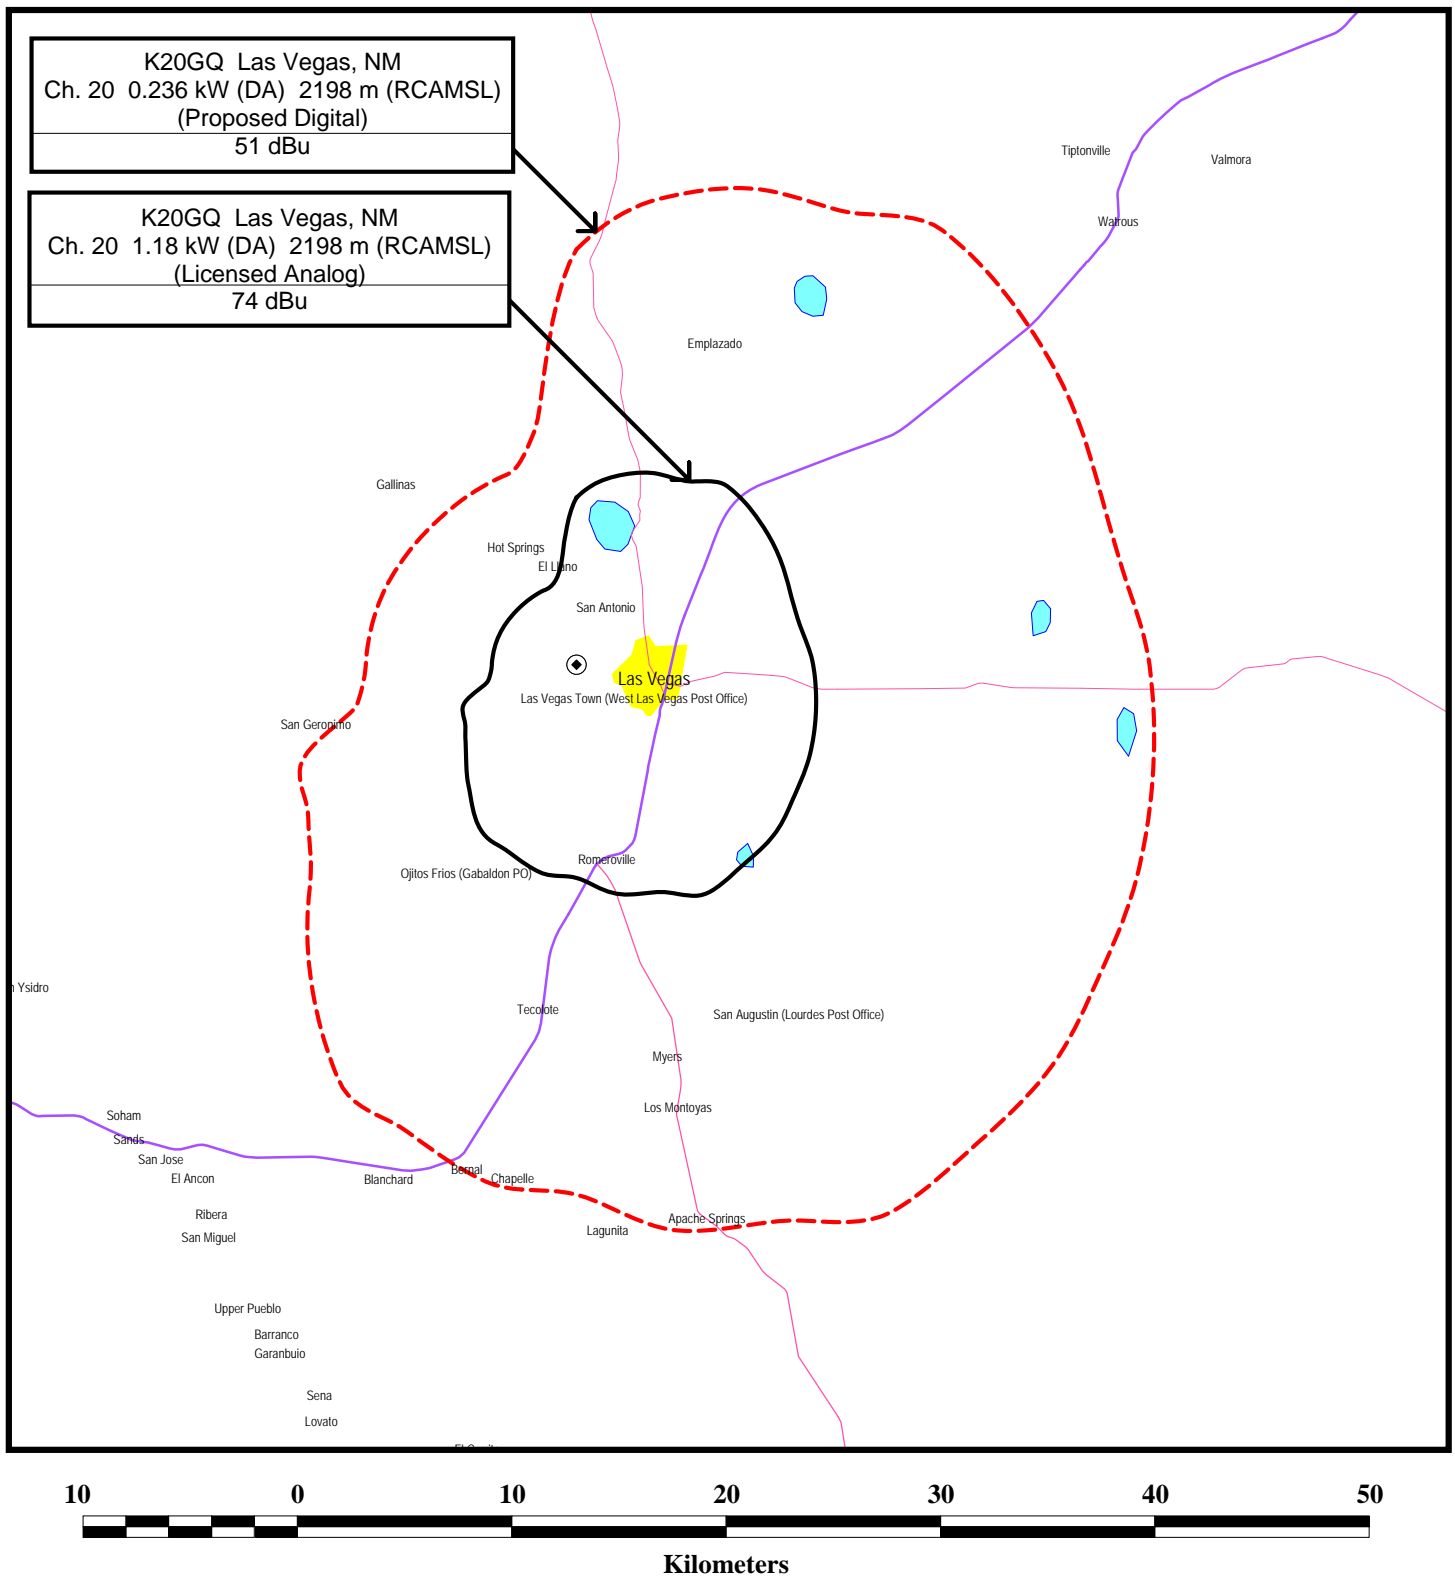 K20GQ Las Vegas, NM
Ch. 20 0.236 kW (DA) 2198 m (RCAMSL)
(Proposed Digital)
51 dBu
Tiptonville
Valmora
K20GQ Las Vegas, NM
Ch. 20 1.18 kW (DA) 2198 m (RCAMSL)
(Licensed Analog)
74 dBu
Watrous
Emplazado
Gallinas
Hot Springs
El Llano
San Antonio
Las Vegas
Las Vegas Town (West Las Vegas Post Office)
San Geronimo
Romeroville
Ojitos Frios (Gabaldon PO)
Ysidro
Tecolote
San Augustin (Lourdes Post Office)
Myers
Los Montoyas
Soham
Sands
San Jose
El Ancon
Blanchard
Bernal
Chapelle
Ribera
San Miguel
Apache Springs
Lagunita
Upper Pueblo
Barranco
Garanbuio
Sena
Lovato
10 0 10 20 30 40 50
Kilometers